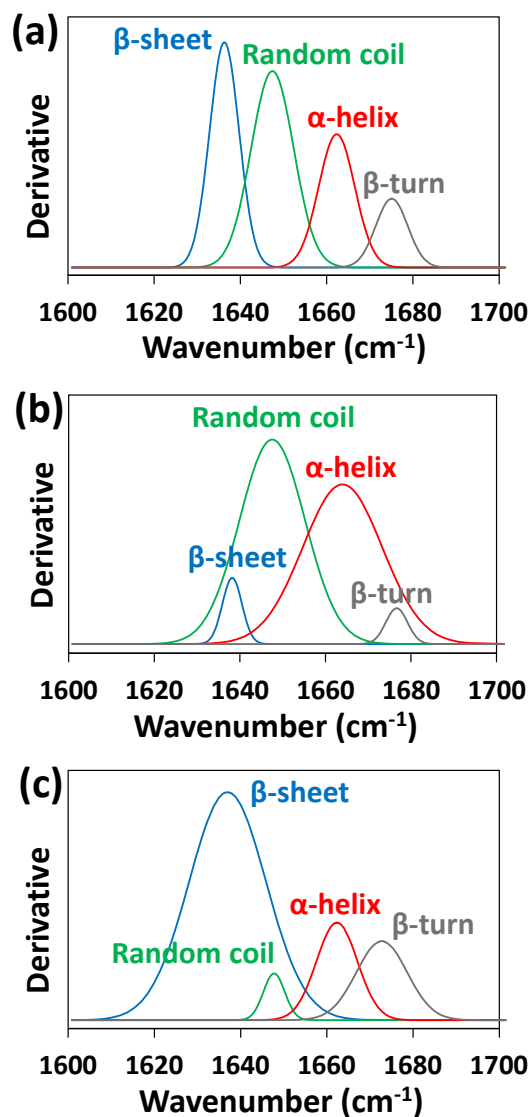 (a)
β-sheet
Random coil
α-helix
β-turn
Derivative
1600 1620 1640 1660 1680 1700
Wavenumber (cm⁻¹)
(b)
Random coil
α-helix
β-sheet
β-turn
Derivative
1600 1620 1640 1660 1680 1700
Wavenumber (cm⁻¹)
(c)
β-sheet
α-helix
β-turn
Random coil
Derivative
1600 1620 1640 1660 1680 1700
Wavenumber (cm⁻¹)